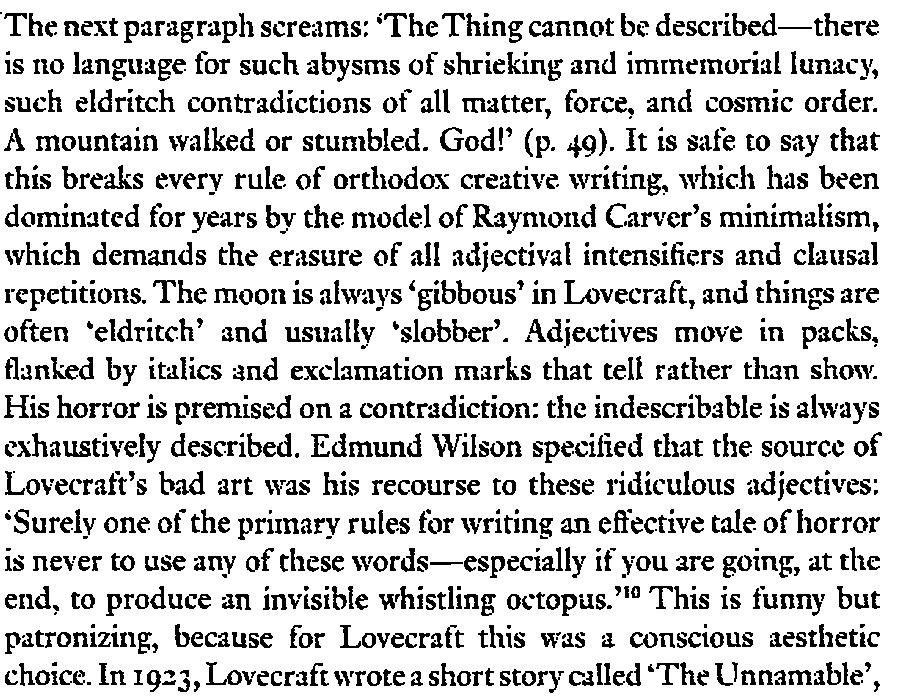 The next paragraph screams: ‘The Thing cannot be described—there
is no language for such abysms of shrieking and immemorial lunacy,
such eldritch contradictions of all matter, force, and cosmic order.
A mountain walked or stumbled. God!’ (p. 49). It is safe to say that
this breaks every rule of orthodox creative writing, which has been
dominated for years by the model of Raymond Carver’s minimalism,
which demands the erasure of all adjectival intensifiers and clausal
repetitions. The moon is always ‘gibbous’ in Lovecraft, and things are
often ‘eldritch’ and usually ‘slobber’. Adjectives move in packs,
flanked by italics and exclamation marks that tell rather than show.
His horror is premised on a contradiction: the indescribable is always
exhaustively described. Edmund Wilson specified that the source of
Lovecraft’s bad art was his recourse to these ridiculous adjectives:
‘Surely one of the primary rules for writing an effective tale of horror
is never to use any of these words—especially if you are going, at the
end, to produce an invisible whistling octopus.’¹⁰ This is funny but
patronizing, because for Lovecraft this was a conscious aesthetic
choice. In 1923, Lovecraft wrote a short story called ‘The Unnamable’,